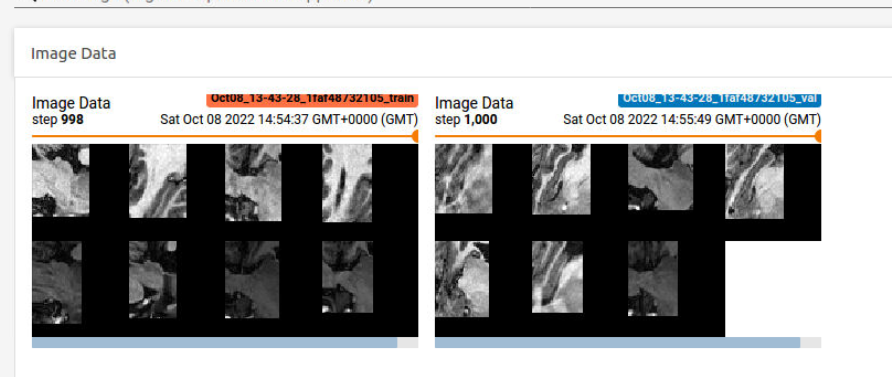 Image Data
Image Data
Oct08_13-43-28_1faf48732105_train
step 998
Sat Oct 08 2022 14:54:37 GMT+0000 (GMT)
Image Data
Oct08_13-43-28_1faf48732105_val
step 1,000
Sat Oct 08 2022 14:55:49 GMT+0000 (GMT)